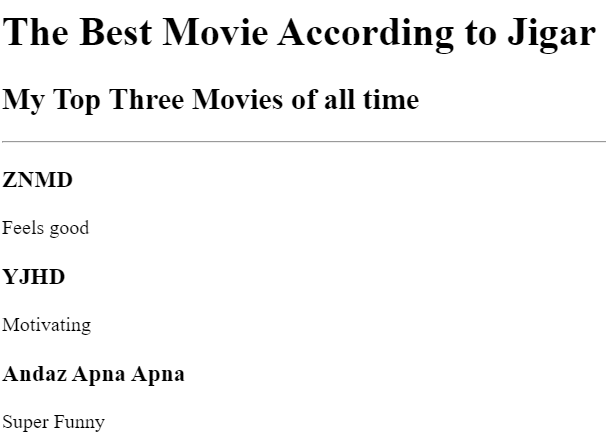 The Best Movie According to Jigar
My Top Three Movies of all time
ZNMD
Feels good
YJHD
Motivating
Andaz Apna Apna
Super Funny